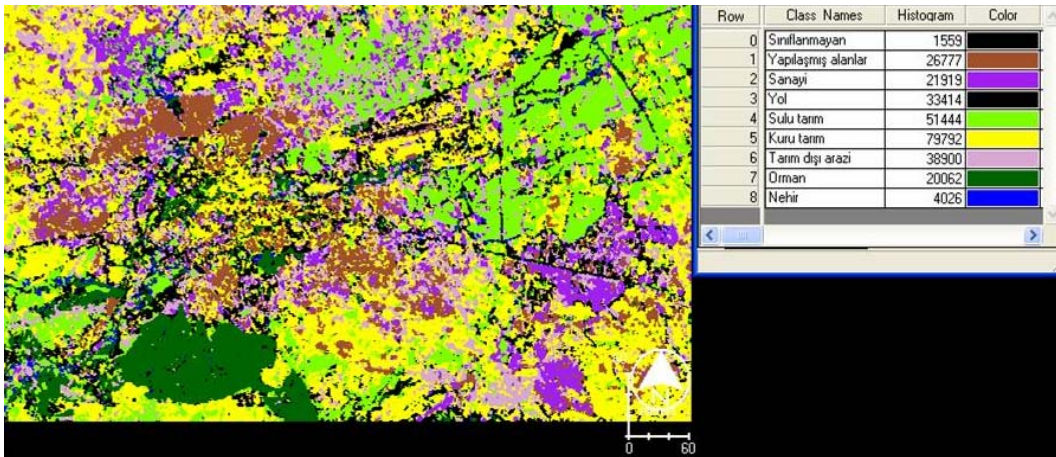 Row Class Names Histogram Color
0 Sınıflanmayan 1559
1 Yapılaşmış alanlar 26777
2 Sanayi 21919
3 Yol 33414
4 Sulu tarım 51444
5 Kuru tarım 79792
6 Tarım dışı arazi 38900
7 Orman 20062
8 Nehir 4026
N
0 60